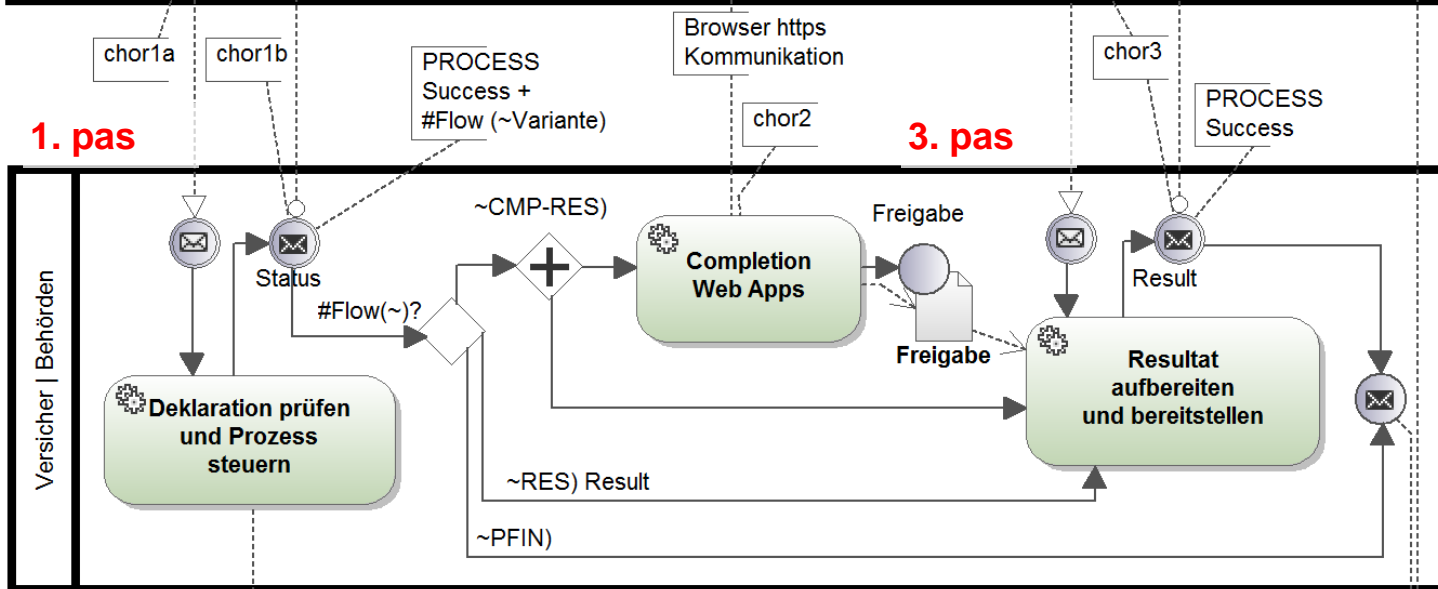 chor1a
chor1b
PROCESS
Success +
#Flow (~Variante)
Browser https
Kommunikation
chor2
chor3
PROCESS
Success
1. pas
3. pas
Versicher | Behörden
Status
#Flow(~)?
~CMP-RES)
Completion
Web Apps
Freigabe
Freigabe
Result
Deklaration prüfen
und Prozess
steuern
Resultat
aufbereiten
und bereitstellen
~RES) Result
~PFIN)